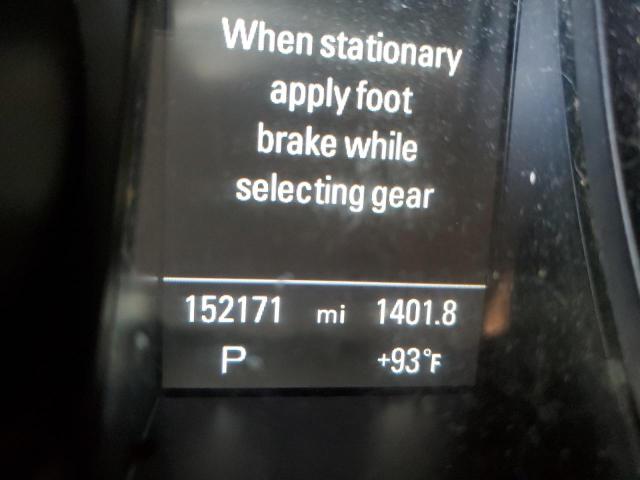 When stationary
apply foot
brake while
selecting gear
152171 mi 1401.8
P +93°F